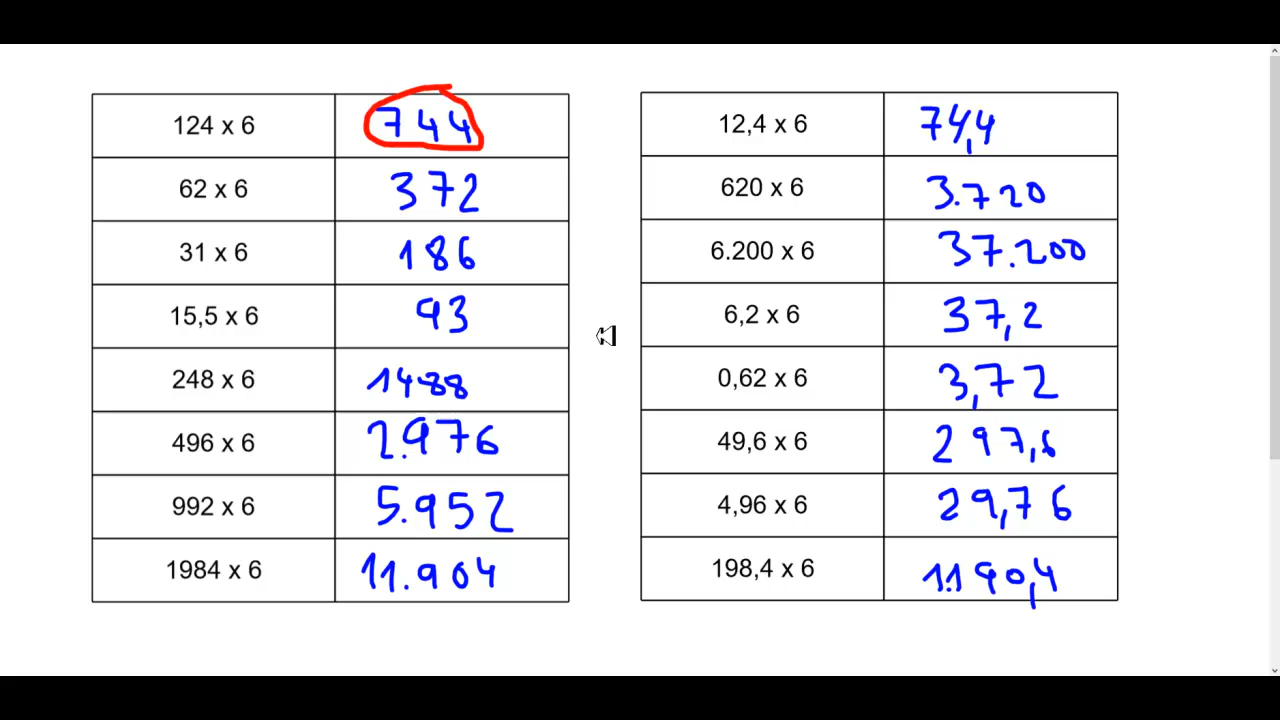 124 x 6 744
62 x 6 372
31 x 6 186
15,5 x 6 93
248 x 6 1488
496 x 6 2.976
992 x 6 5.952
1984 x 6 11.904
12,4 x 6 74,4
620 x 6 3.720
6.200 x 6 37.200
6,2 x 6 37,2
0,62 x 6 3,72
49,6 x 6 297,6
4,96 x 6 29,76
198,4 x 6 1.190,4